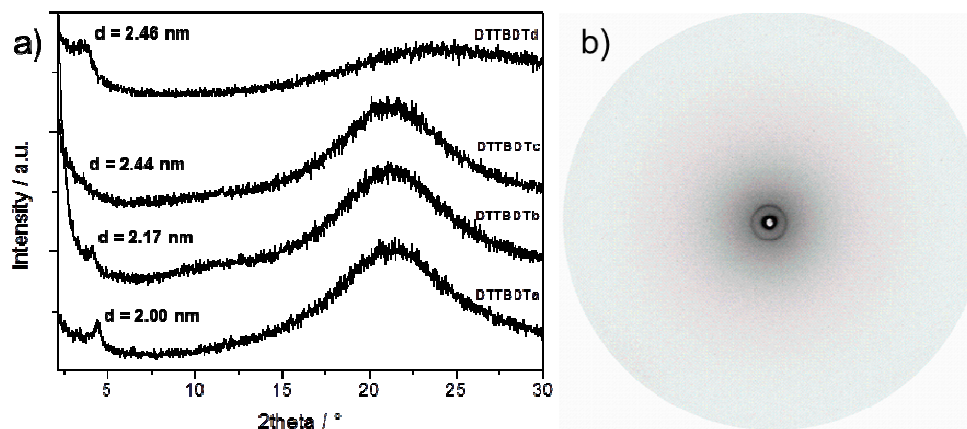 a)
b)
d = 2.46 nm
DTTBDTd
d = 2.44 nm
DTTBDTc
d = 2.17 nm
DTTBDTb
d = 2.00 nm
DTTBDTa
Intensity / a.u.
5 10 15 20 25 30
2theta / °